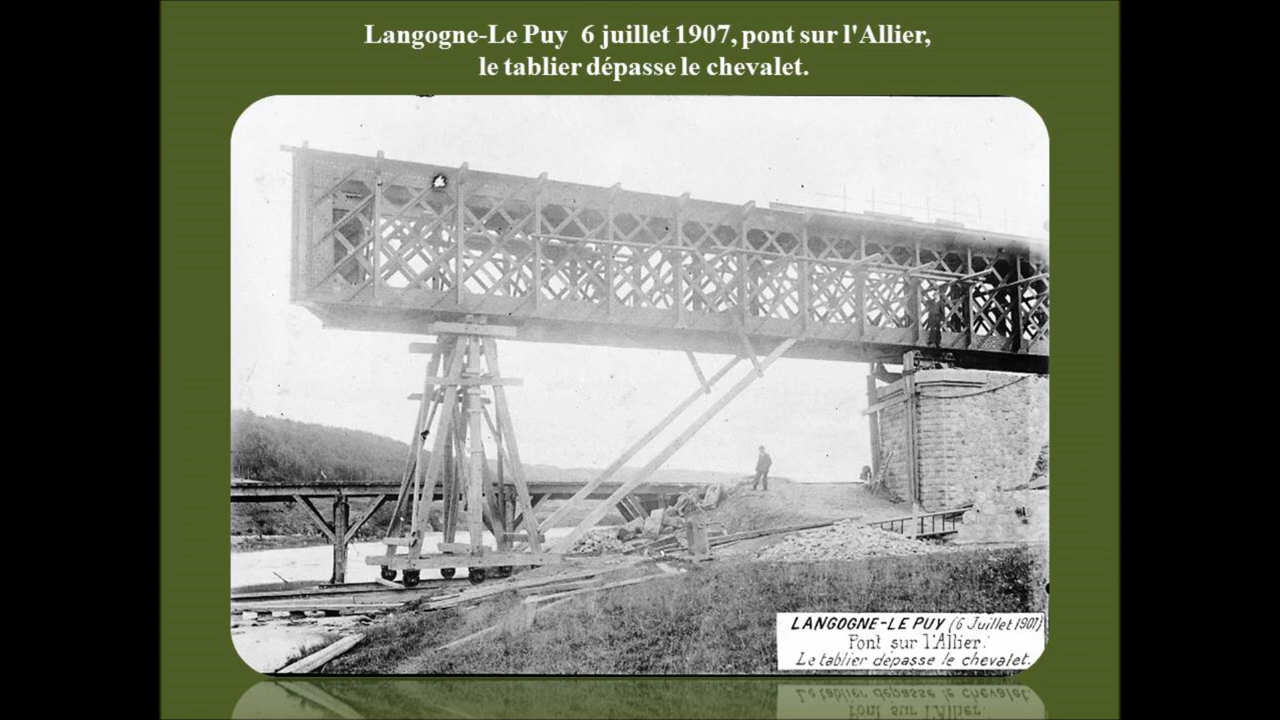 Langogne-Le Puy 6 juillet 1907, pont sur l'Allier,
le tablier dépasse le chevalet.
LANGOGNE-LE PUY (6 Juillet 1907)
Pont sur l'Allier.
Le tablier dépasse le chevalet.